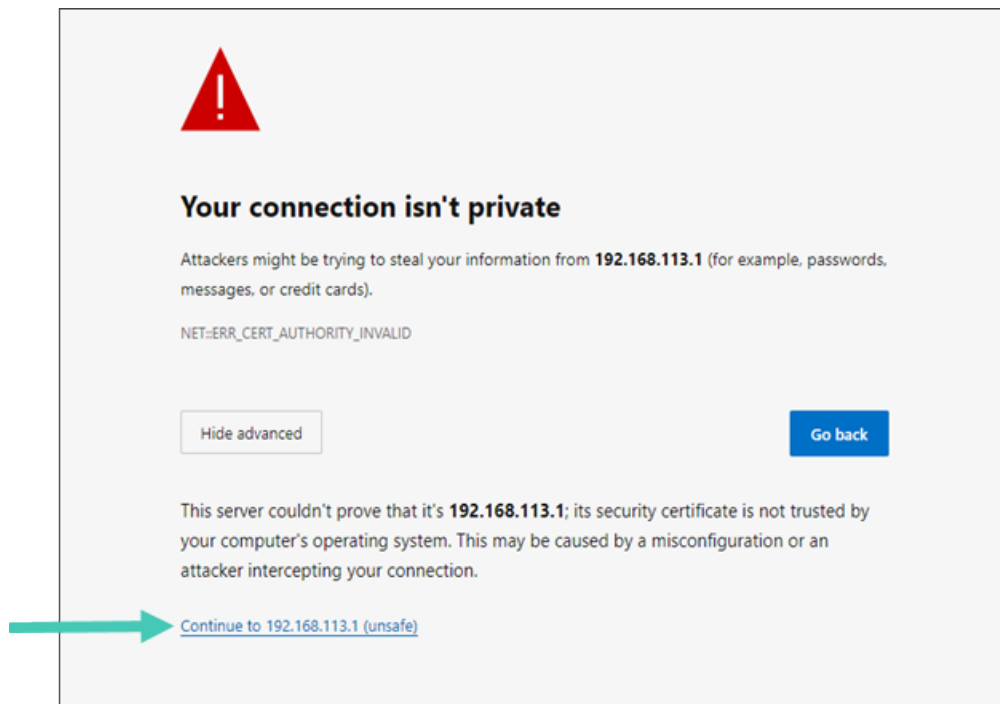 !
Your connection isn't private
Attackers might be trying to steal your information from 192.168.113.1 (for example, passwords,
messages, or credit cards).
NET::ERR_CERT_AUTHORITY_INVALID
Hide advanced
Go back
This server couldn't prove that it's 192.168.113.1; its security certificate is not trusted by
your computer's operating system. This may be caused by a misconfiguration or an
attacker intercepting your connection.
Continue to 192.168.113.1 (unsafe)